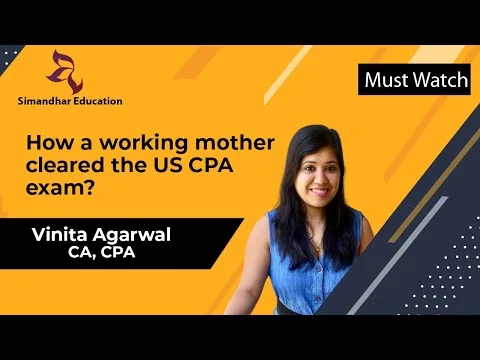 Simandhar Education
Must Watch
How a working mother
cleared the US CPA
exam?
Vinita Agarwal
CA, CPA